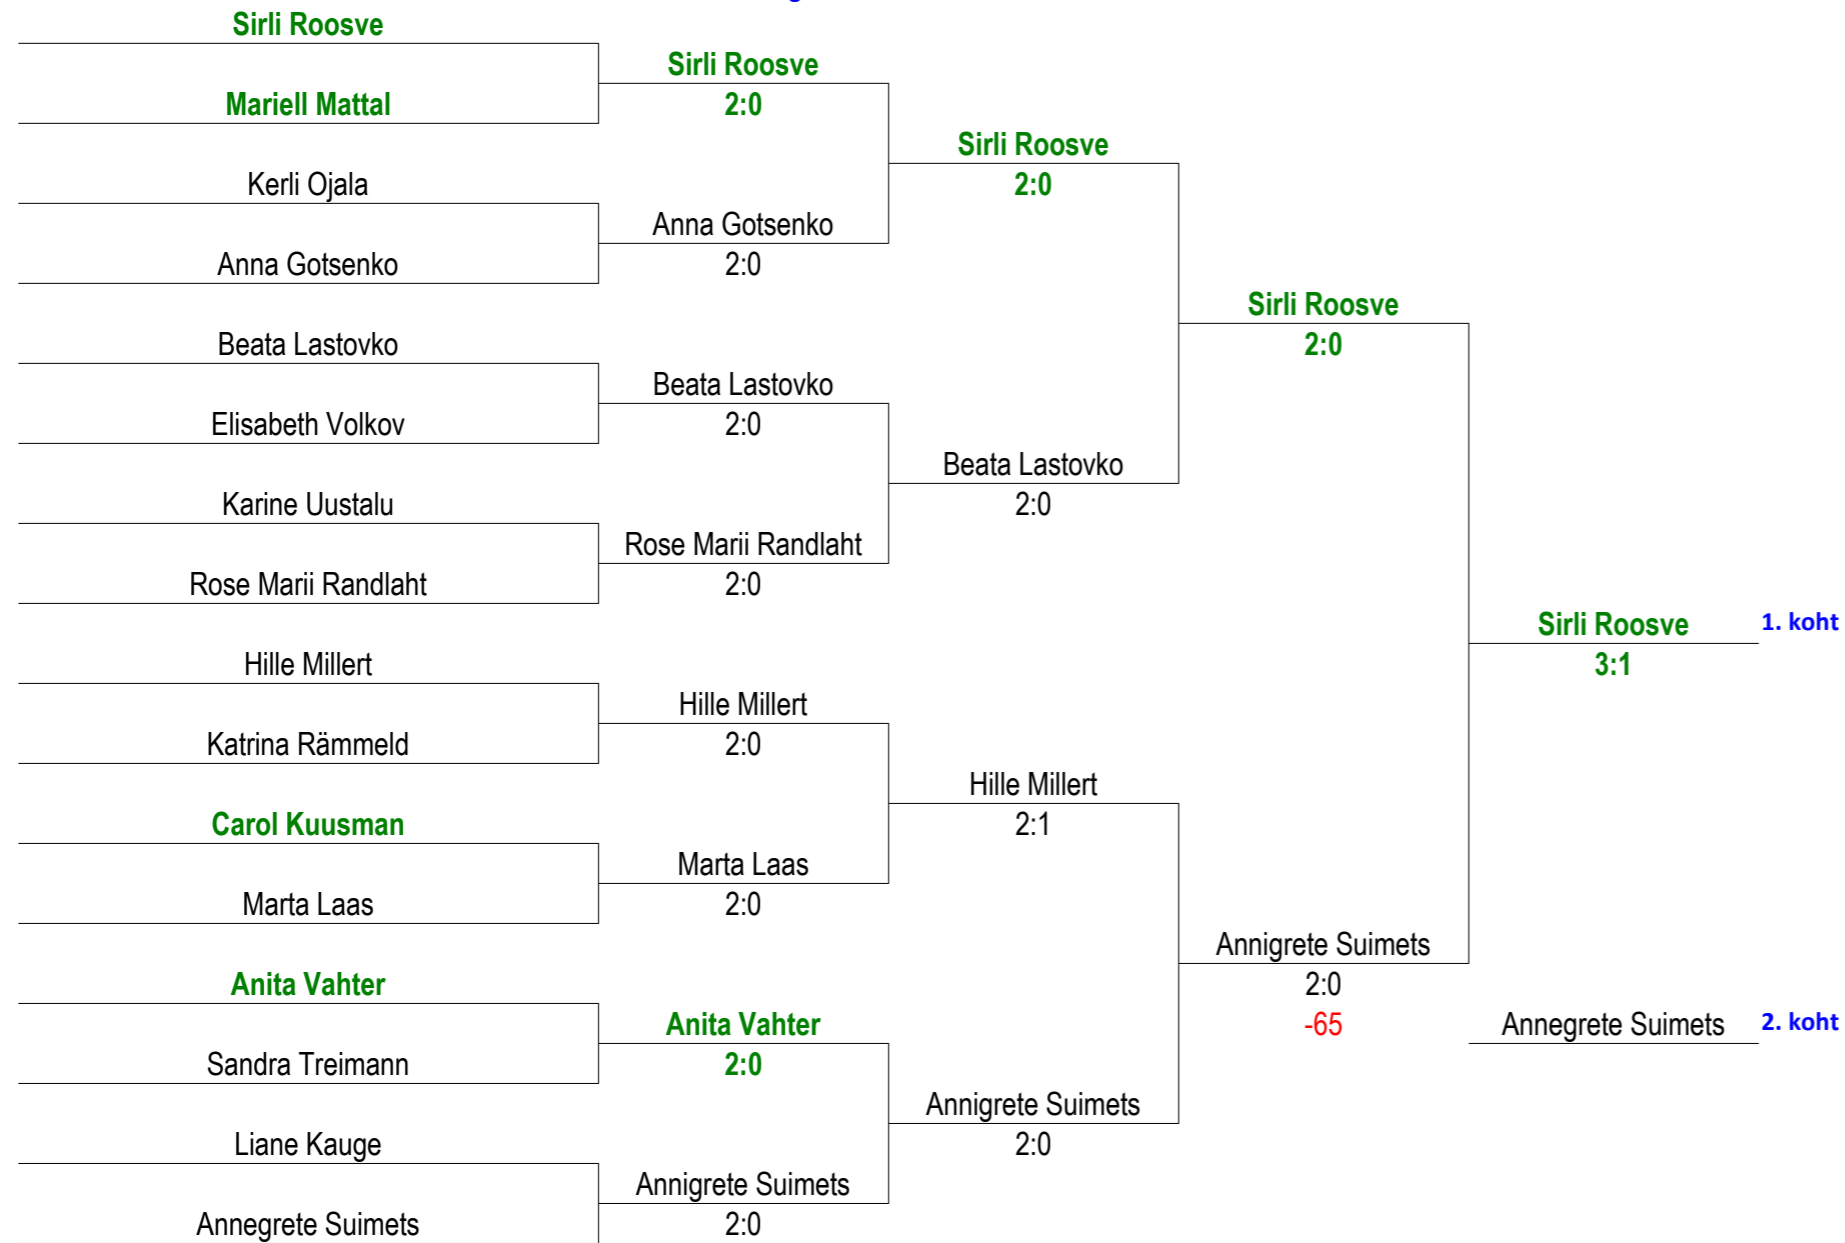 Sirli Roosve
Sirli Roosve
Mariell Mattal
2:0
Sirli Roosve
Kerli Ojala
2:0
Anna Gotsenko
Anna Gotsenko
2:0
Sirli Roosve
Beata Lastovko
2:0
Beata Lastovko
Elisabeth Volkov
2:0
Beata Lastovko
Karine Uustalu
2:0
Rose Marii Randlaht
Rose Marii Randlaht
2:0
Sirli Roosve
1. koht
Hille Millert
3:1
Hille Millert
Katrina Rämmeld
2:0
Hille Millert
Carol Kuusman
2:1
Marta Laas
Marta Laas
2:0
Annigrete Suimets
Anita Vahter
2:0
Anita Vahter
-65
Annegrete Suimets
2. koht
Sandra Treimann
2:0
Annigrete Suimets
Liane Kauge
2:0
Annigrete Suimets
Annegrete Suimets
2:0